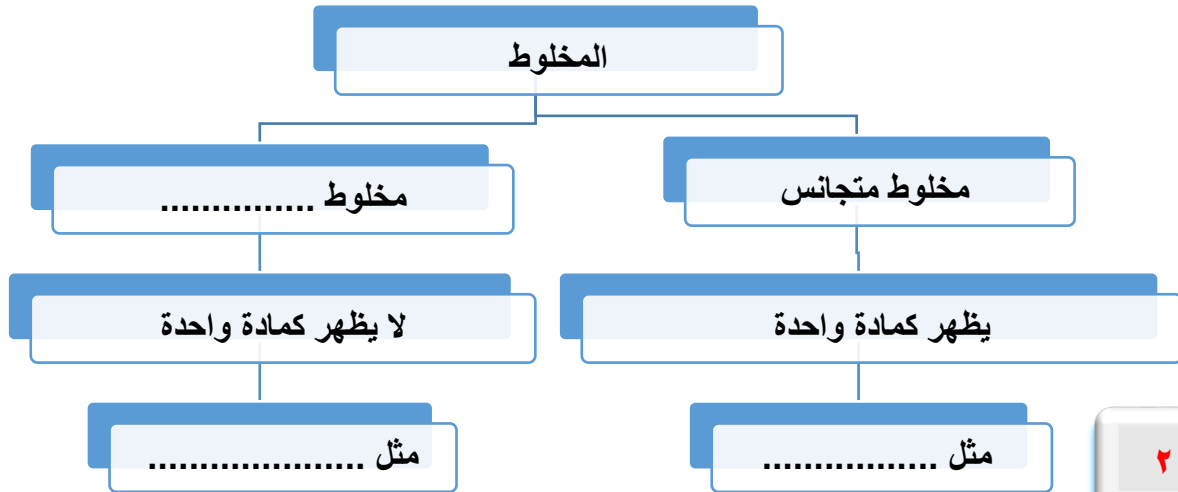 المخلوط
مخلوط متجانس
مخلوط ...............
يظهر كمادة واحدة
لا يظهر كمادة واحدة
مثل .................
مثل .....................
٢